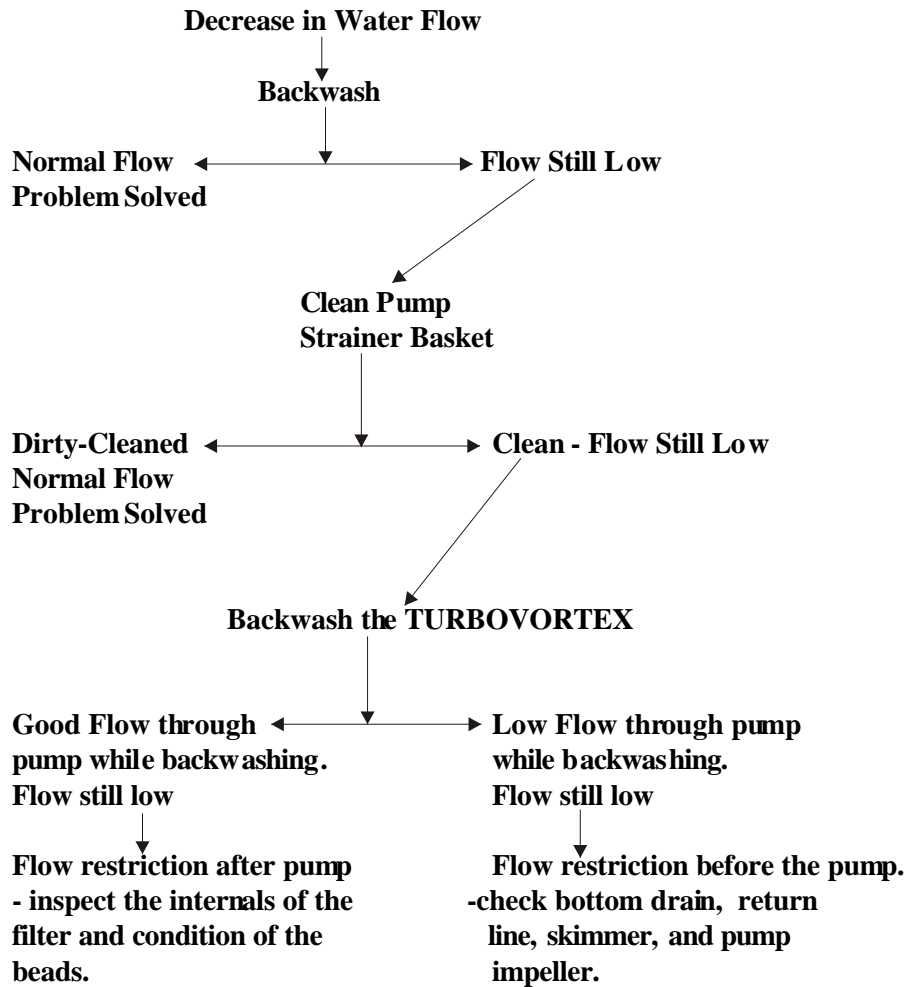 Decrease in Water Flow
Backwash
Normal Flow
Problem Solved
Flow Still Low
Clean Pump
Strainer Basket
Dirty-Cleaned
Normal Flow
Problem Solved
Clean - Flow Still Low
Backwash the TURBOVORTEX
Good Flow through
pump while backwashing.
Flow still low
Low Flow through pump
while backwashing.
Flow still low
Flow restriction after pump
- inspect the internals of the
filter and condition of the
beads.
Flow restriction before the pump.
-check bottom drain, return
line, skimmer, and pump
impeller.